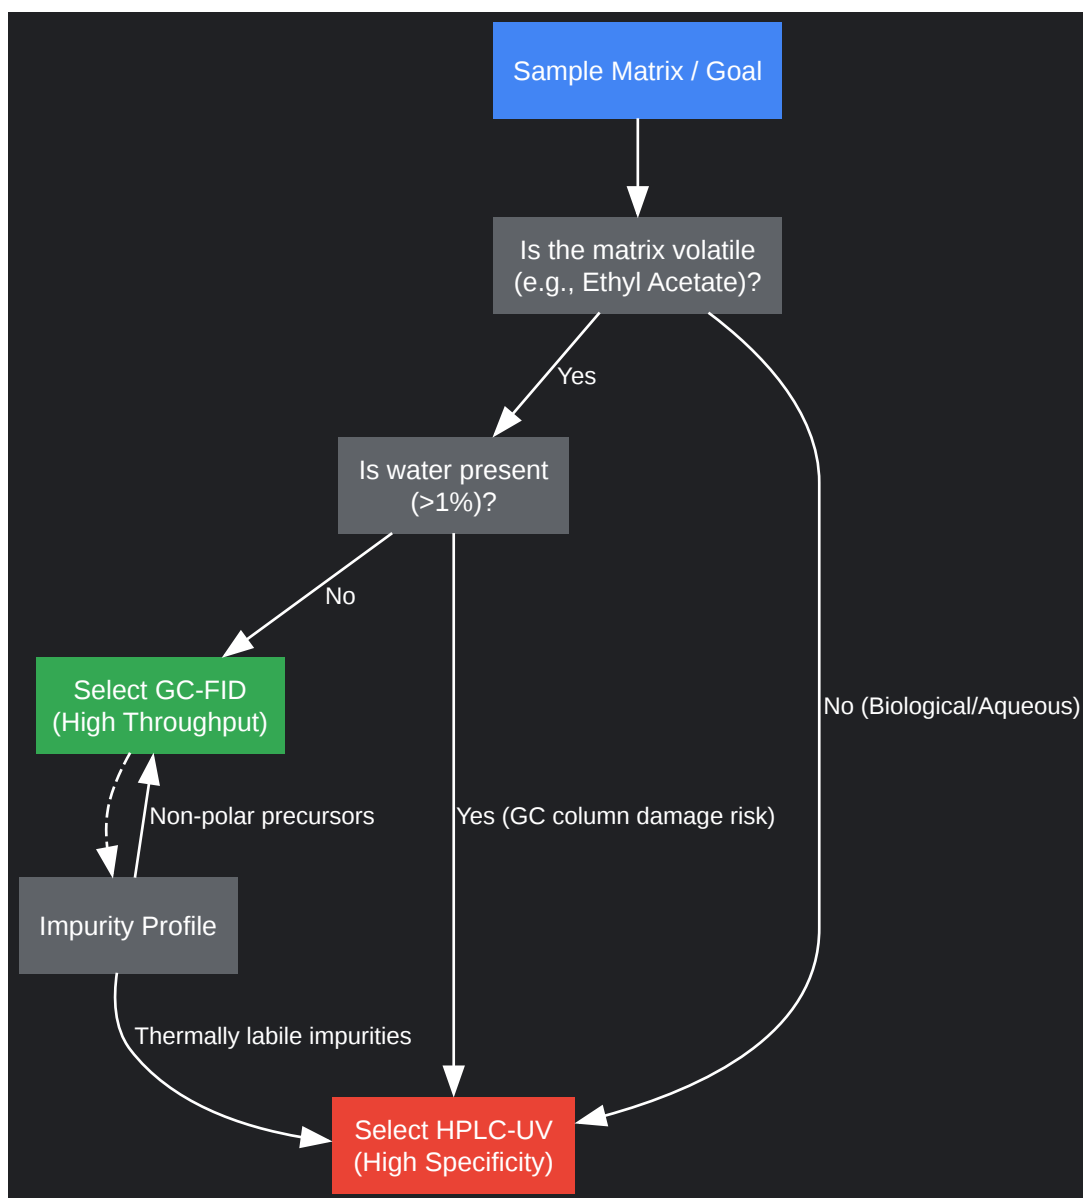 Sample Matrix / Goal
Is the matrix volatile
(e.g., Ethyl Acetate)?
Yes
Is water present
(>1%)?
No
Select GC-FID
(High Throughput)
No (Biological/Aqueous)
Non-polar precursors
Yes (GC column damage risk)
Impurity Profile
Thermally labile impurities
Select HPLC-UV
(High Specificity)